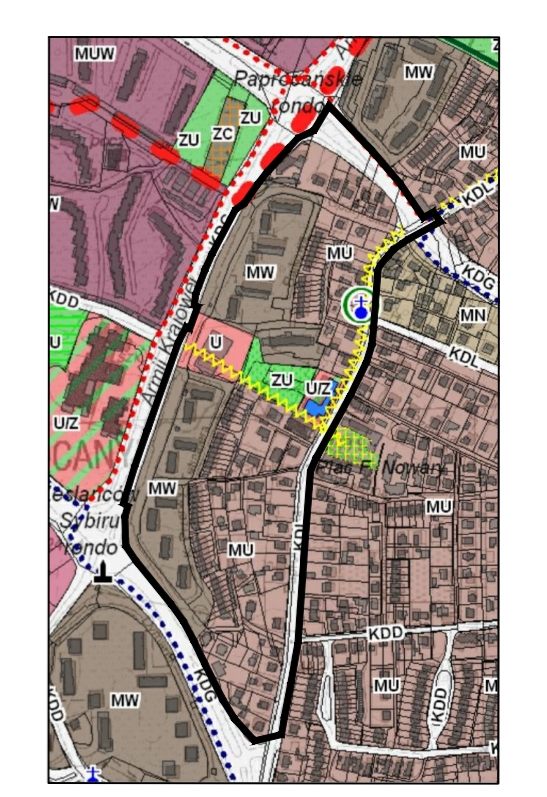 MUW
MW
Paprocańskie
rondo
ZU
ZC
ZU
MU
KDL
MW
MU
KDG
KDD
MN
U
KDL
Armii Krajowej
ZU
U/Z
U/Z
Plac F. Nowary
MW
MU
Sybiru
rondo
MU
KDL
KDD
KDG
MW
MU
KDD
KDD